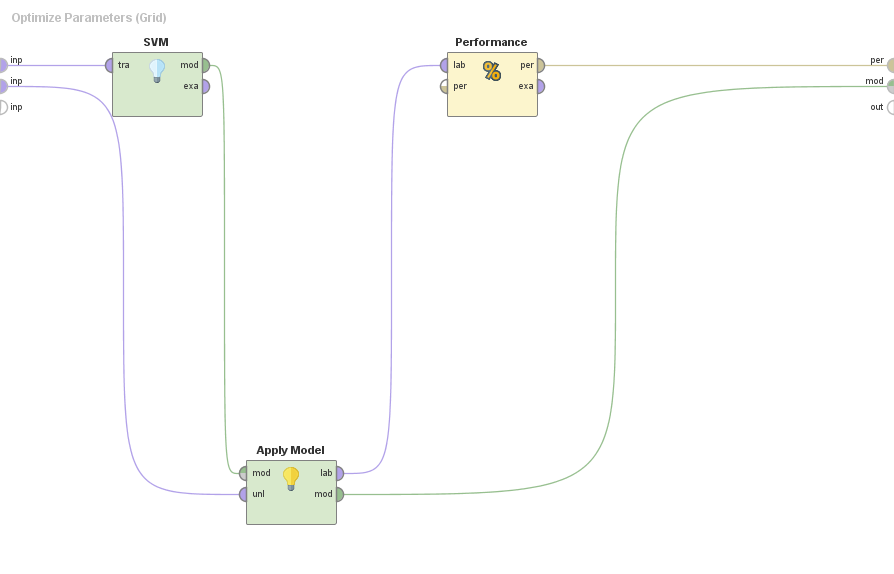 Optimize Parameters (Grid)
SVM
Performance
inp
tra
mod
lab
per
per
inp
exa
per
exa
mod
inp
out
Apply Model
mod
lab
unl
mod